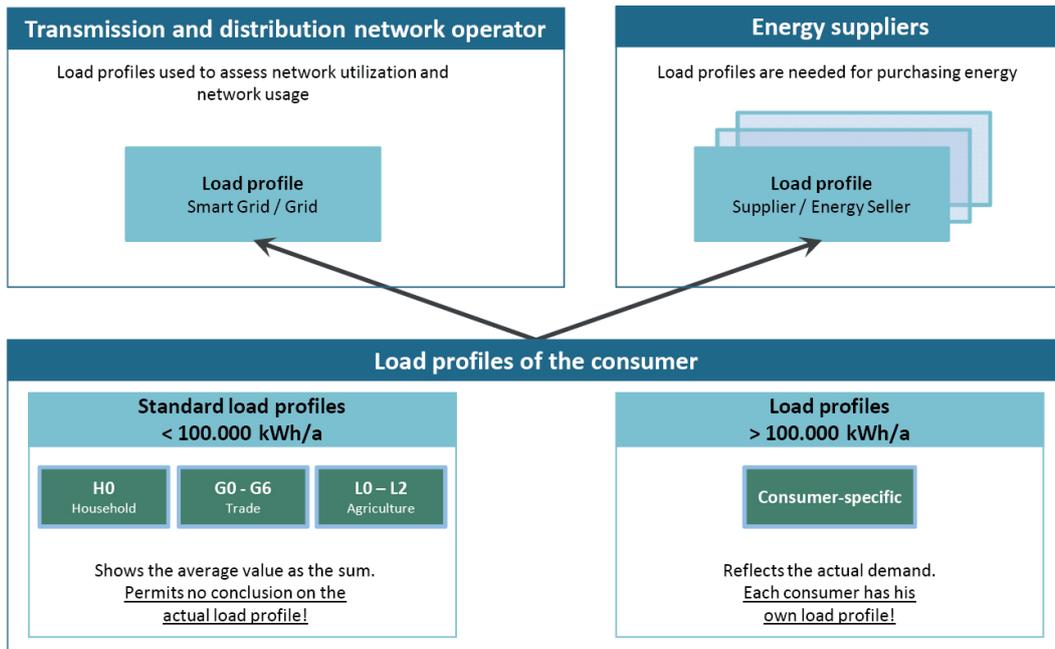 Transmission and distribution network operator
Load profiles used to assess network utilization and
network usage
Load profile
Smart Grid / Grid
Energy suppliers
Load profiles are needed for purchasing energy
Load profile
Supplier / Energy Seller
Load profiles of the consumer
Standard load profiles
< 100.000 kWh/a
H0
Household
G0 - G6
Trade
L0 – L2
Agriculture
Shows the average value as the sum.
Permits no conclusion on the
actual load profile!
Load profiles
> 100.000 kWh/a
Consumer-specific
Reflects the actual demand.
Each consumer has his
own load profile!